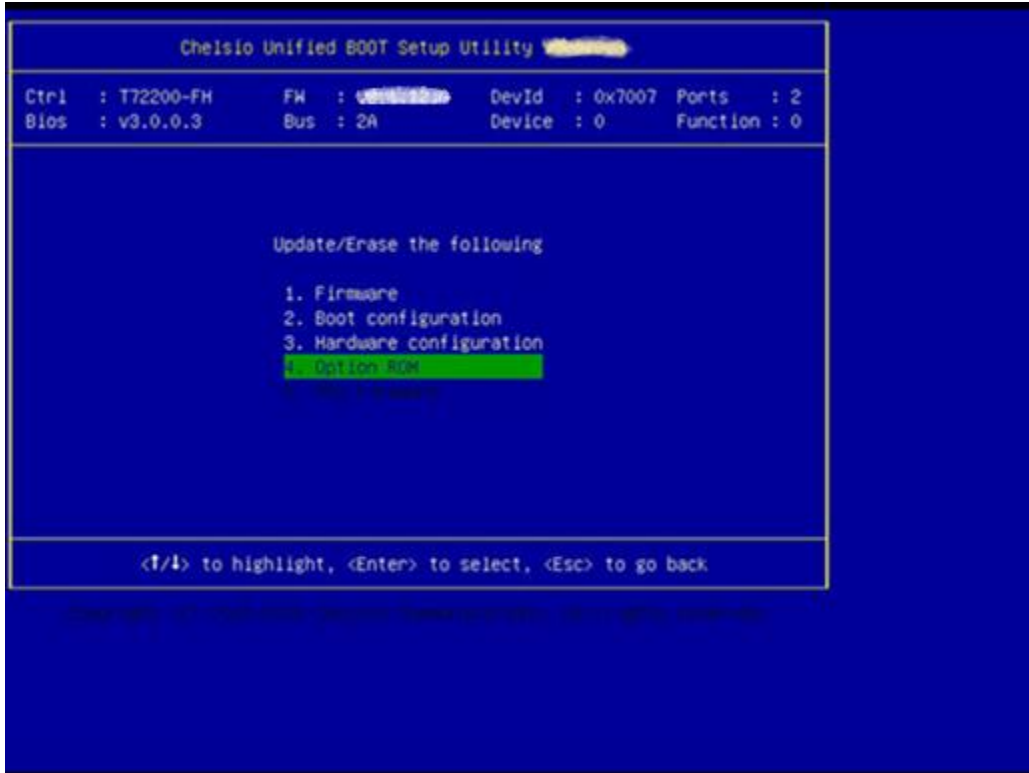 Chelsio Unified BOOT Setup Utility
Ctrl : T72200-FH FW : DevId : 0x7007 Ports : 2
Bios : v3.0.0.3 Bus : 2A Device : 0 Function : 0
Update/Erase the following
1. Firmware
2. Boot configuration
3. Hardware configuration
4. Option ROM
<↑/↓> to highlight, <Enter> to select, <Esc> to go back